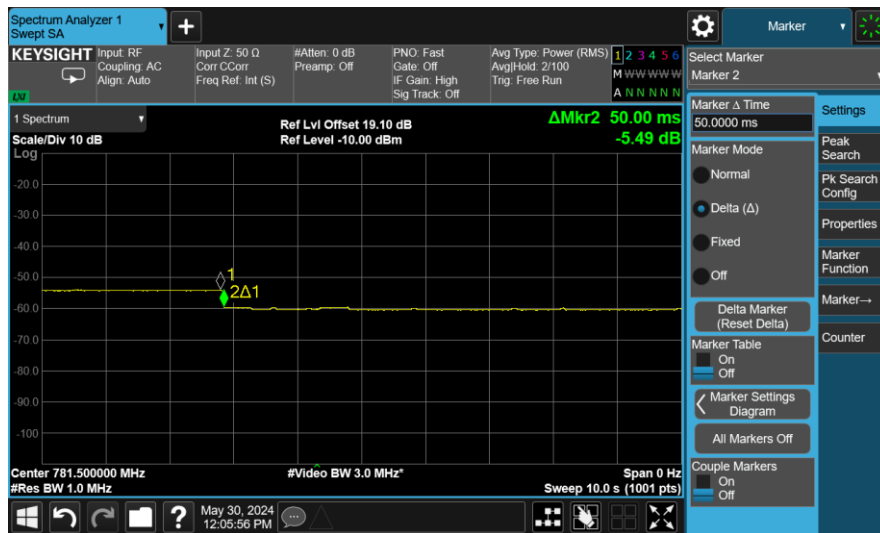 Spectrum Analyzer 1
Swept SA
+
Marker
KEYSIGHT
Input: RF
Coupling: AC
Align: Auto
Input Z: 50 Ω
Corr CCorr
Freq Ref: Int (S)
#Atten: 0 dB
Preamp: Off
PNO: Fast
Gate: Off
IF Gain: High
Sig Track: Off
Avg Type: Power (RMS)
Avg|Hold: 2/100
Trig: Free Run
1 2 3 4 5 6
M W W W W W
A N N N N N
LXI
Select Marker
Marker 2
1 Spectrum
Scale/Div 10 dB
Log
Ref Lvl Offset 19.10 dB
Ref Level -10.00 dBm
ΔMkr2 50.00 ms
-5.49 dB
-20.0
-30.0
-40.0
-50.0
-60.0
-70.0
-80.0
-90.0
-100
1
2Δ1
Center 781.500000 MHz
#Res BW 1.0 MHz
#Video BW 3.0 MHz*
Span 0 Hz
Sweep 10.0 s (1001 pts)
Marker Δ Time
50.0000 ms
Marker Mode
Normal
Delta (Δ)
Fixed
Off
Delta Marker
(Reset Delta)
Marker Table
On
Off
Marker Settings
Diagram
All Markers Off
Couple Markers
On
Off
Settings
Peak
Search
Pk Search
Config
Properties
Marker
Function
Marker→
Counter
?
May 30, 2024
12:05:56 PM